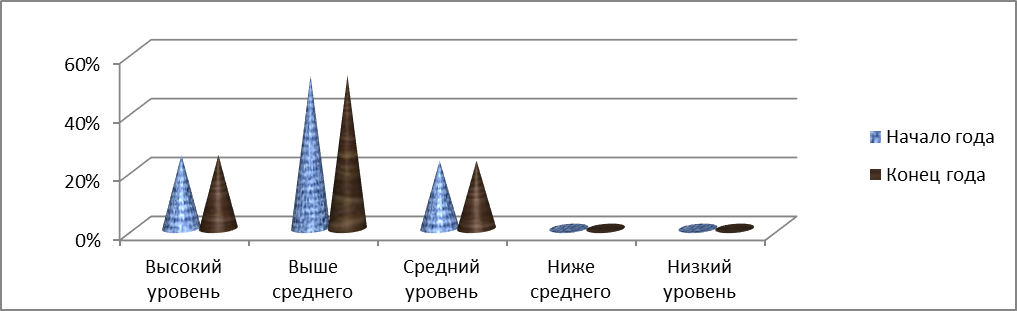 60%
40%
20%
0%
Высокий уровень
Выше среднего
Средний уровень
Ниже среднего
Низкий уровень
Начало года
Конец года